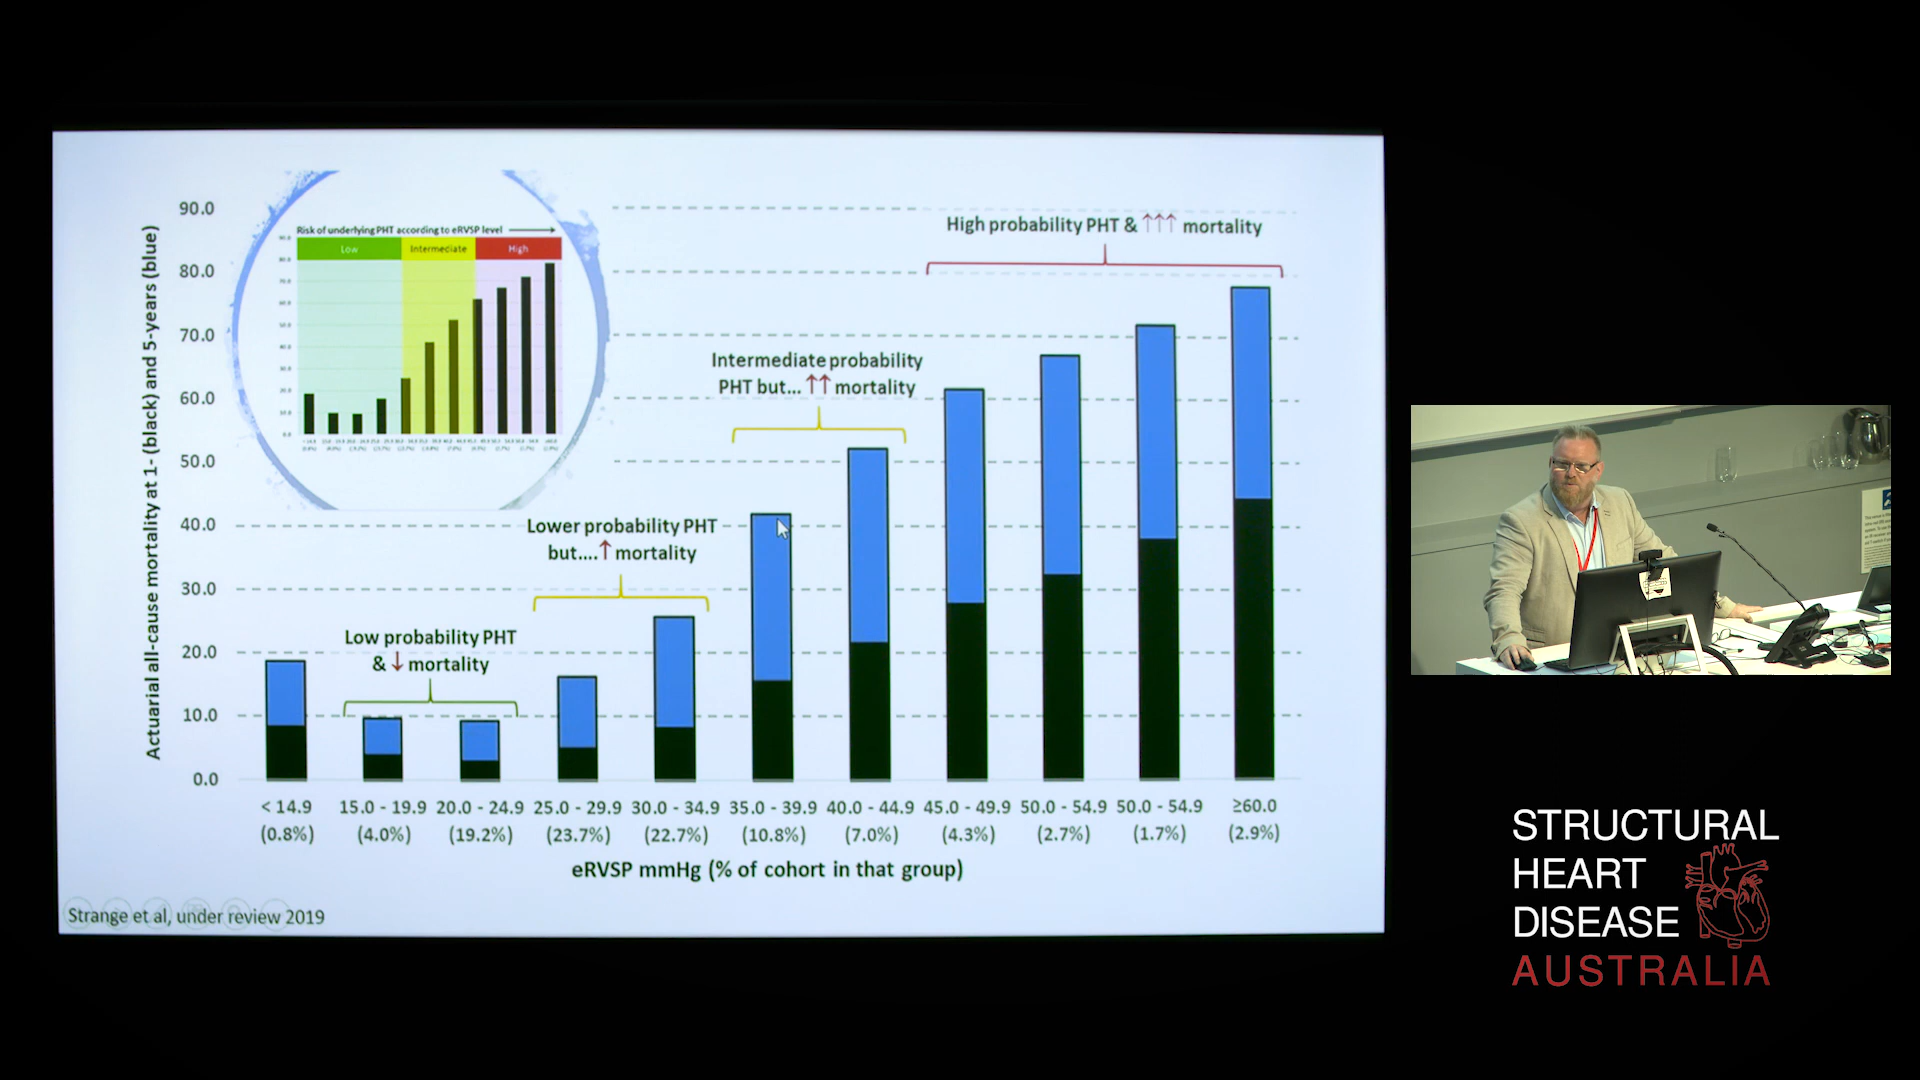 90.0
80.0
70.0
60.0
50.0
40.0
30.0
20.0
10.0
0.0
Actuarial all-cause mortality at 1- (black) and 5-years (blue)
Risk of underlying PHT according to eRVSP level
Low
Intermediate
High
Low probability PHT
& ↓ mortality
Lower probability PHT
but....↑ mortality
Intermediate probability
PHT but... ↑↑ mortality
High probability PHT & ↑↑↑ mortality
< 14.9 15.0 - 19.9 20.0 - 24.9 25.0 - 29.9 30.0 - 34.9 35.0 - 39.9 40.0 - 44.9 45.0 - 49.9 50.0 - 54.9 50.0 - 54.9 ≥60.0
(0.8%) (4.0%) (19.2%) (23.7%) (22.7%) (10.8%) (7.0%) (4.3%) (2.7%) (1.7%) (2.9%)
eRVSP mmHg (% of cohort in that group)
Strange et al, under review 2019
STRUCTURAL
HEART
DISEASE
AUSTRALIA